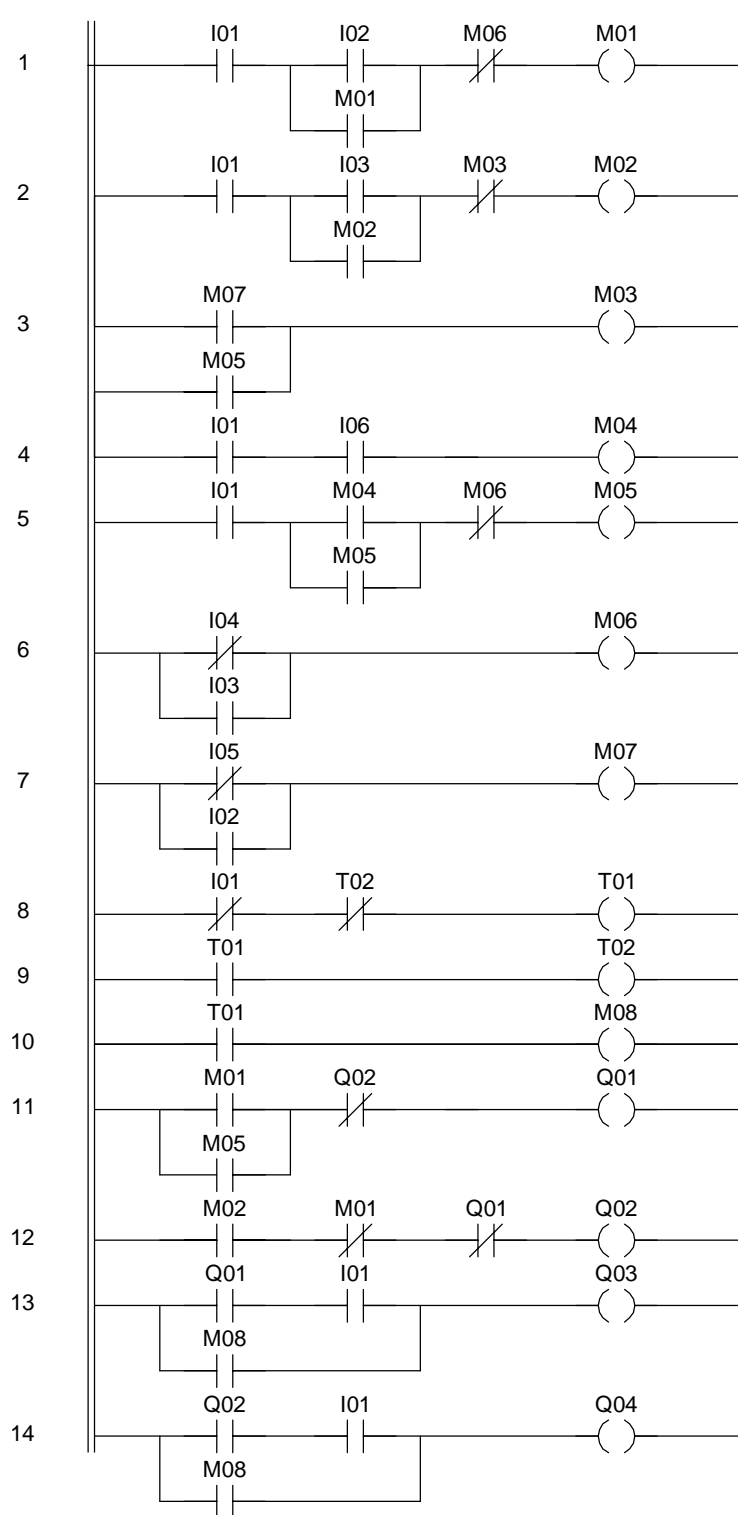 I01 I02 M06 M01
1
M01
I01 I03 M03 M02
2
M02
M07 M03
3
M05
I01 I06 M04
4
I01 M04 M06 M05
5
M05
I04 M06
6
I03
I05 M07
7
I02
I01 T02 T01
8
T01 T02
9
T01 M08
10
M01 Q02 Q01
11
M05
M02 M01 Q01 Q02
12
Q01 I01 Q03
13
M08
Q02 I01 Q04
14
M08